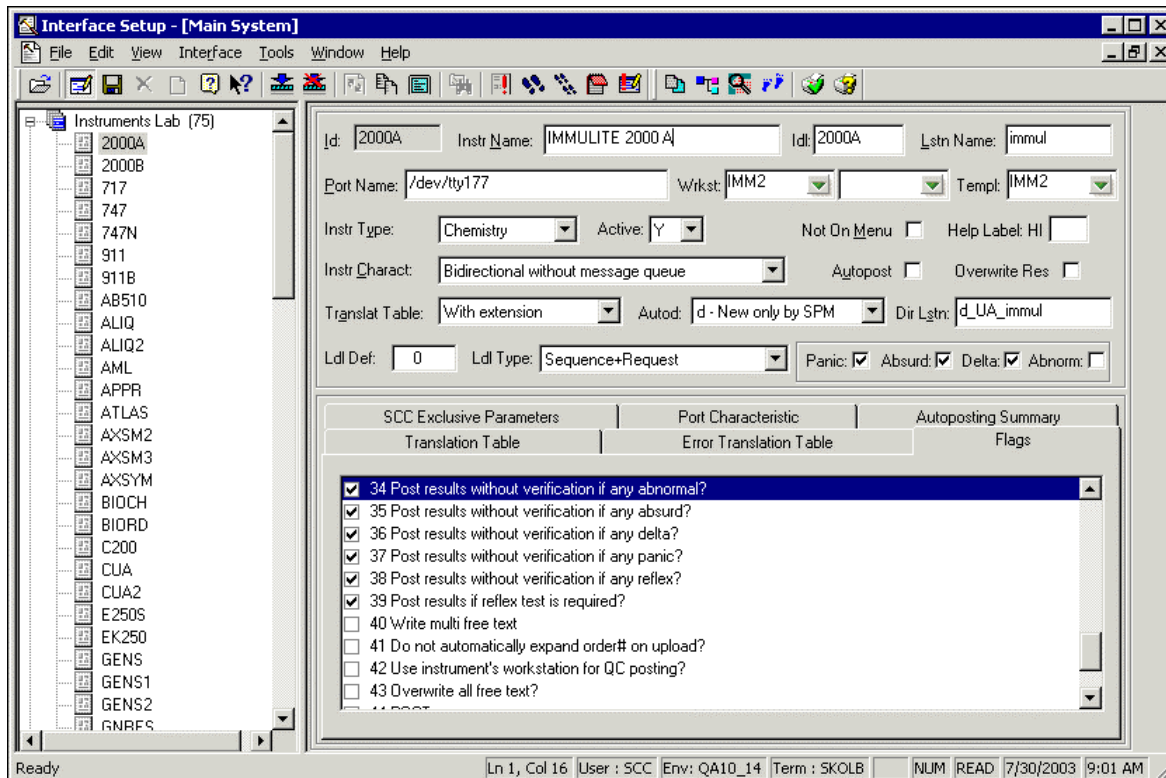 Interface Setup - [Main System]
File Edit View Interface Tools Window Help
Instruments Lab (75)
2000A
2000B
717
747
747N
911
911B
AB510
ALIQ
ALIQ2
AML
APPR
ATLAS
AXSM2
AXSM3
AXSYM
BIOCH
BIORD
C200
CUA
CUA2
E250S
EK250
GENS
GENS1
GENS2
Id: 2000A Instr Name: IMMULITE 2000 A Idl: 2000A Lstn Name: immul
Port Name: /dev/tty177 Wrkst: IMM2 Templ: IMM2
Instr Type: Chemistry Active: Y Not On Menu Help Label: HI
Instr Charact: Bidirectional without message queue Autopost Overwrite Res
Translat Table: With extension Autod: d - New only by SPM Dir Lstn: d_UA_immul
Ldl Def: 0 Ldl Type: Sequence+Request Panic: Absurd: Delta: Abnorm:
SCC Exclusive Parameters Port Characteristic Autoposting Summary
Translation Table Error Translation Table Flags
34 Post results without verification if any abnormal?
35 Post results without verification if any absurd?
36 Post results without verification if any delta?
37 Post results without verification if any panic?
38 Post results without verification if any reflex?
39 Post results if reflex test is required?
40 Write multi free text
41 Do not automatically expand order# on upload?
42 Use instrument's workstation for QC posting?
43 Overwrite all free text?
Ready Ln 1, Col 16 User : SCC Env: QA10_14 Term : SKOLB NUM READ 7/30/2003 9:01 AM